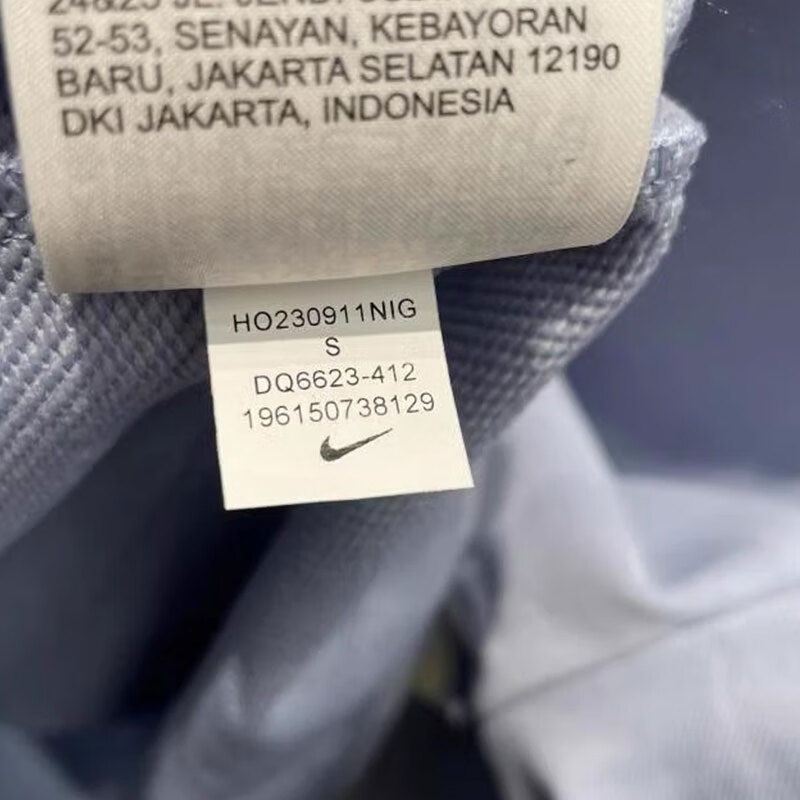 52-53, SENAYAN, KEBAYORAN
BARU, JAKARTA SELATAN 12190
DKI JAKARTA, INDONESIA
HO230911NIG
S
DQ6623-412
196150738129